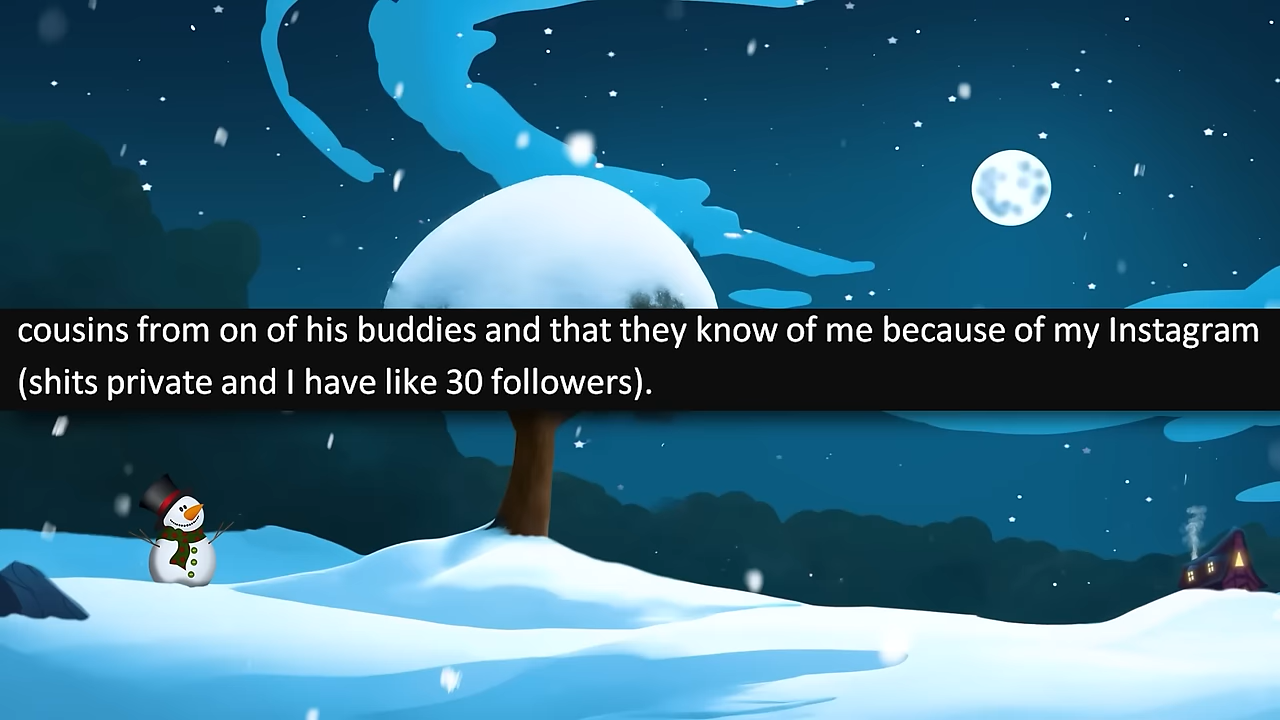 cousins from on of his buddies and that they know of me because of my Instagram
(shits private and I have like 30 followers).